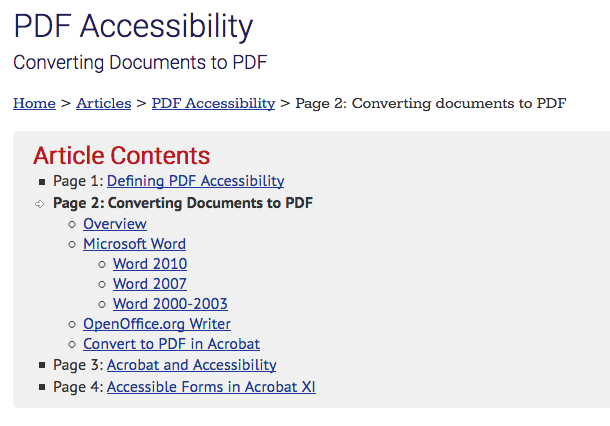 PDF Accessibility
Converting Documents to PDF
Home > Articles > PDF Accessibility > Page 2: Converting documents to PDF
Article Contents
Page 1: Defining PDF Accessibility
Page 2: Converting Documents to PDF
Overview
Microsoft Word
Word 2010
Word 2007
Word 2000-2003
OpenOffice.org Writer
Convert to PDF in Acrobat
Page 3: Acrobat and Accessibility
Page 4: Accessible Forms in Acrobat XI